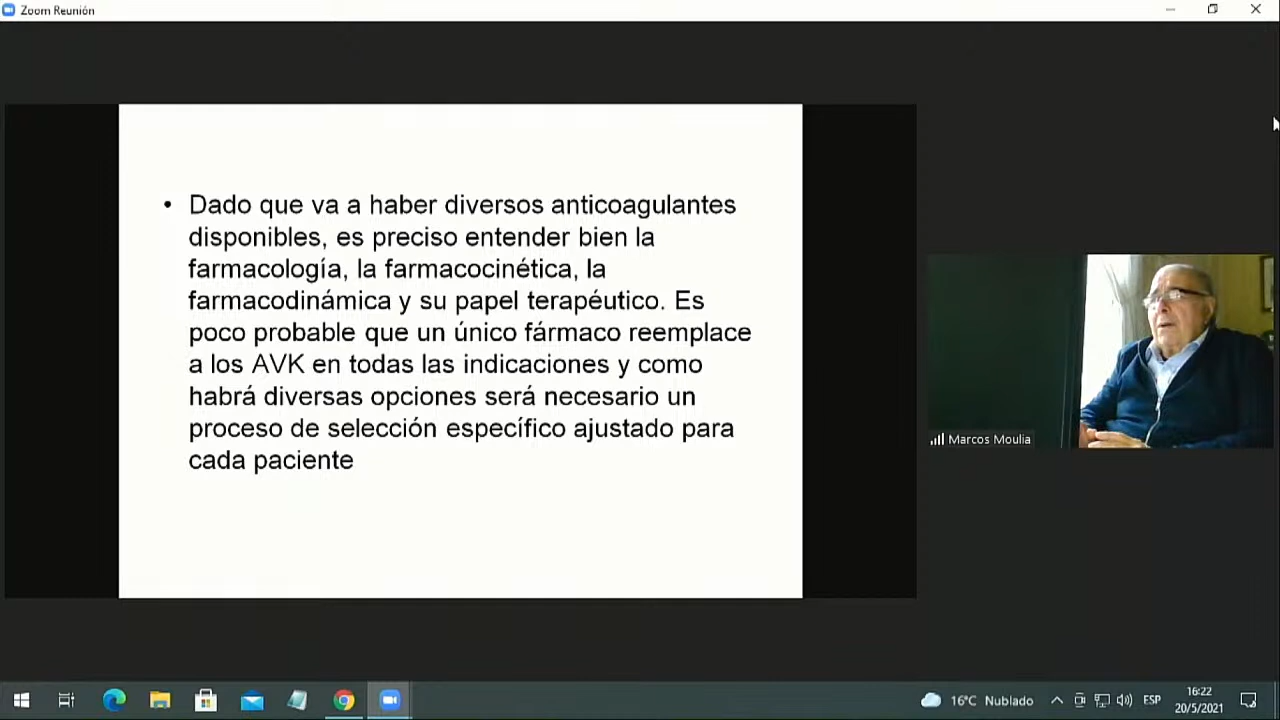 Zoom Reunión
• Dado que va a haber diversos anticoagulantes
disponibles, es preciso entender bien la
farmacología, la farmacocinética, la
farmacodinámica y su papel terapéutico. Es
poco probable que un único fármaco reemplace
a los AVK en todas las indicaciones y como
habrá diversas opciones será necesario un
proceso de selección específico ajustado para
cada paciente
Marcos Moulia
16°C Nublado
ESP
16:22
20/5/2021